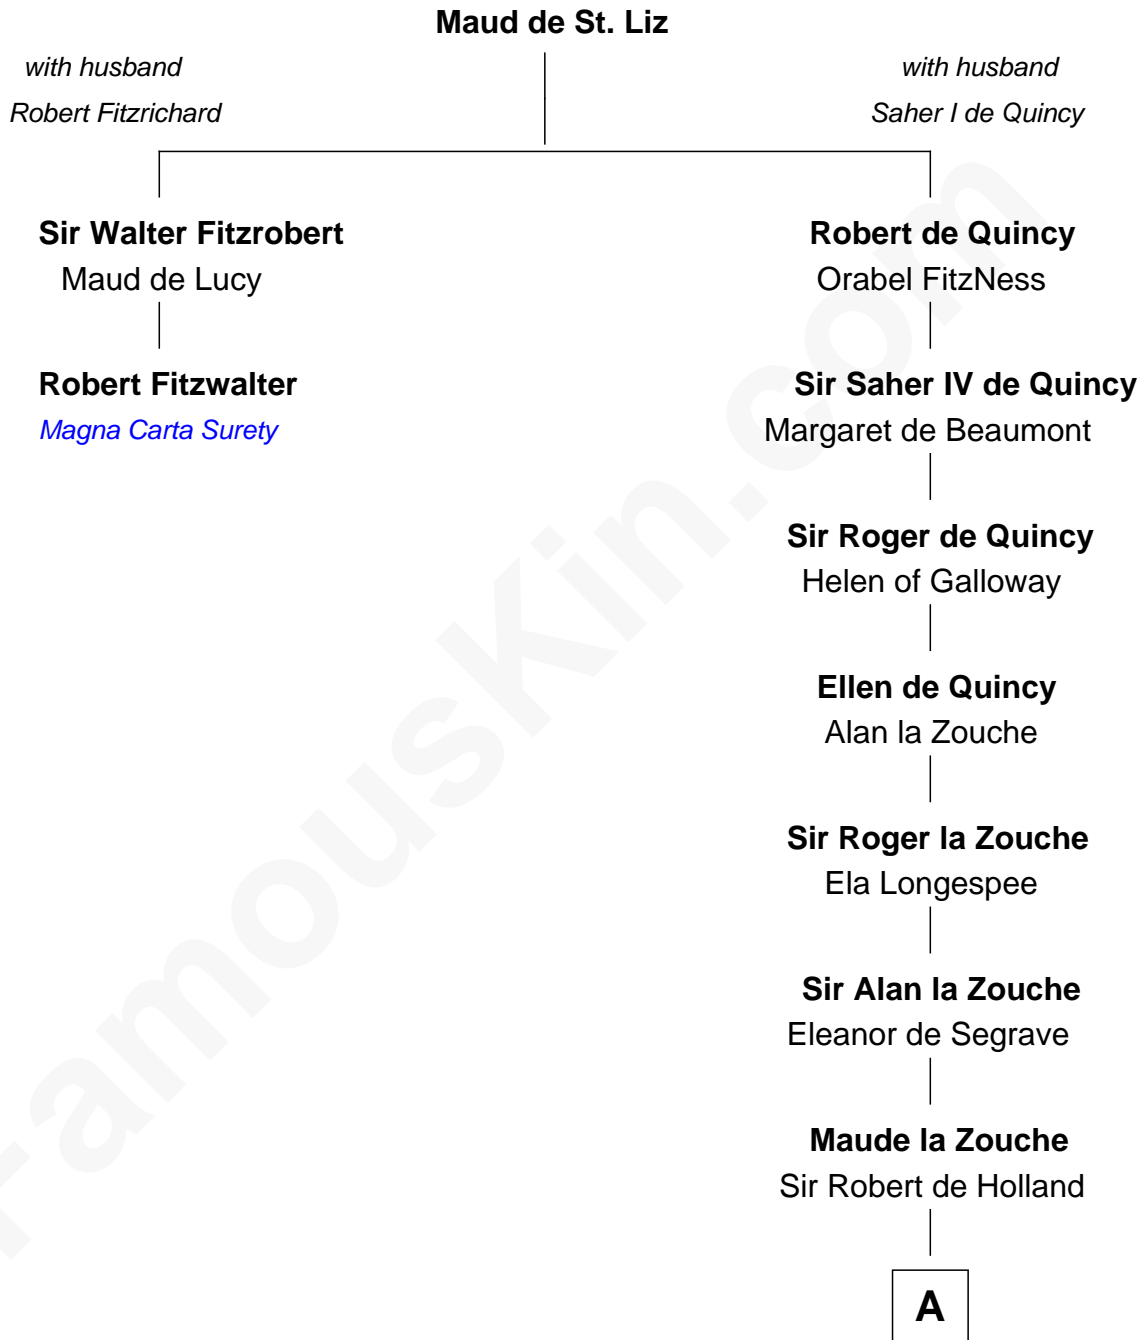 Maud de St. Liz
with husband
Robert Fitzrichard
with husband
Saher I de Quincy
Sir Walter Fitzrobert
Maud de Lucy
Robert Fitzwalter
Magna Carta Surety
Robert de Quincy
Orabel FitzNess
Sir Saher IV de Quincy
Margaret de Beaumont
Sir Roger de Quincy
Helen of Galloway
Ellen de Quincy
Alan la Zouche
Sir Roger la Zouche
Ela Longespee
Sir Alan la Zouche
Eleanor de Segrave
Maude la Zouche
Sir Robert de Holland
A
FamousKin.com